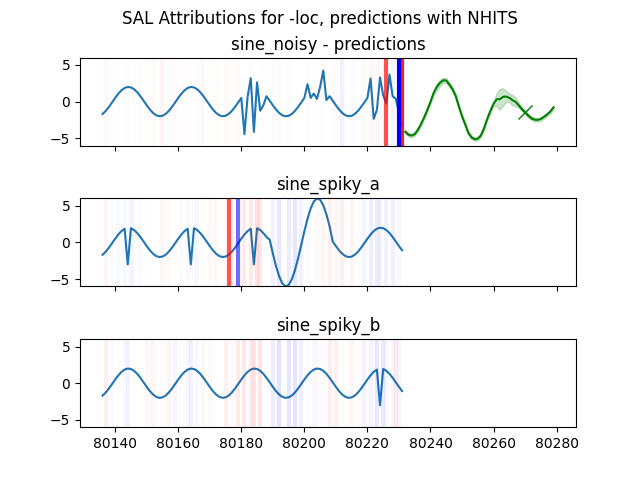 SAL Attributions for -loc, predictions with NHITS
sine_noisy - predictions
5
0
−5
sine_spiky_a
5
0
−5
sine_spiky_b
5
0
−5
80140 80160 80180 80200 80220 80240 80260 80280